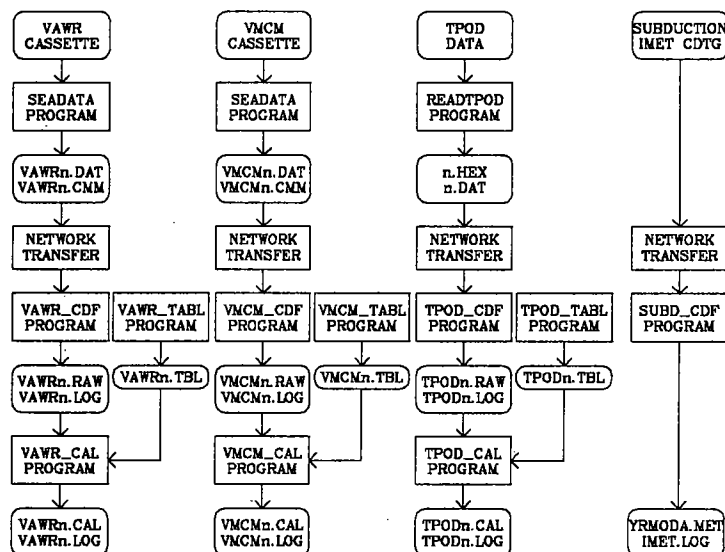 VAWR
CASSETTE
VMCM
CASSETTE
TPOD
DATA
SUBDUCTION
IMET CDTG
SEADATA
PROGRAM
SEADATA
PROGRAM
READTPOD
PROGRAM
VAWRn.DAT
VAWRn.CMM
VMCMn.DAT
VMCMn.CMM
n.HEX
n.DAT
NETWORK
TRANSFER
NETWORK
TRANSFER
NETWORK
TRANSFER
NETWORK
TRANSFER
VAWR_CDF
PROGRAM
VAWR_TABL
PROGRAM
VMCM_CDF
PROGRAM
VMCM_TABL
PROGRAM
TPOD_CDF
PROGRAM
TPOD_TABL
PROGRAM
SUBD_CDF
PROGRAM
VAWRn.RAW
VAWRn.LOG
VAWRn.TBL
VMCMn.RAW
VMCMn.LOG
VMCMn.TBL
TPODn.RAW
TPODn.LOG
TPODn.TBL
VAWR_CAL
PROGRAM
VMCM_CAL
PROGRAM
TPOD_CAL
PROGRAM
VAWRn.CAL
VAWRn.LOG
VMCMn.CAL
VMCMn.LOG
TPODn.CAL
TPODn.LOG
YRMODA.MET
IMET.LOG